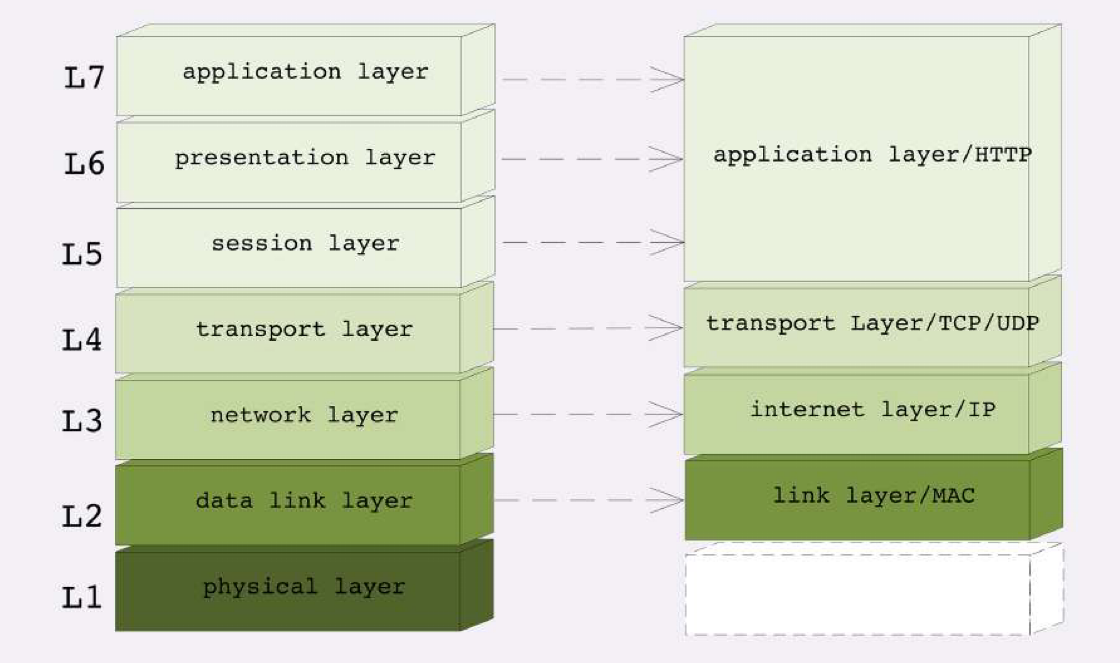 L7
application layer
L6
presentation layer
application layer/HTTP
L5
session layer
L4
transport layer
transport Layer/TCP/UDP
L3
network layer
internet layer/IP
L2
data link layer
link layer/MAC
L1
physical layer